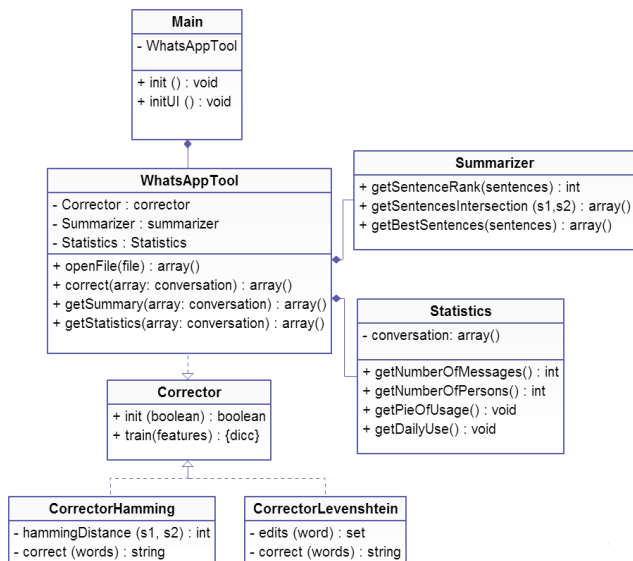 Main
- WhatsAppTool
+ init () : void
+ initUI () : void
WhatsAppTool
- Corrector : corrector
- Summarizer : summarizer
- Statistics : Statistics
+ openFile(file) : array()
+ correct(array: conversation) : array()
+ getSummary(array: conversation) : array()
+ getStatistics(array: conversation) : array()
Summarizer
+ getSentenceRank(sentences) : int
+ getSentencesIntersection (s1,s2) : array()
+ getBestSentences(sentences) : array()
Statistics
- conversation: array()
+ getNumberOfMessages() : int
+ getNumberOfPersons() : int
+ getPieOfUsage() : void
+ getDailyUse() : void
Corrector
+ init (boolean) : boolean
+ train(features) : {dicc}
CorrectorHamming
- hammingDistance (s1, s2) : int
- correct (words) : string
CorrectorLevenshtein
- edits (word) : set
- correct (words) : string